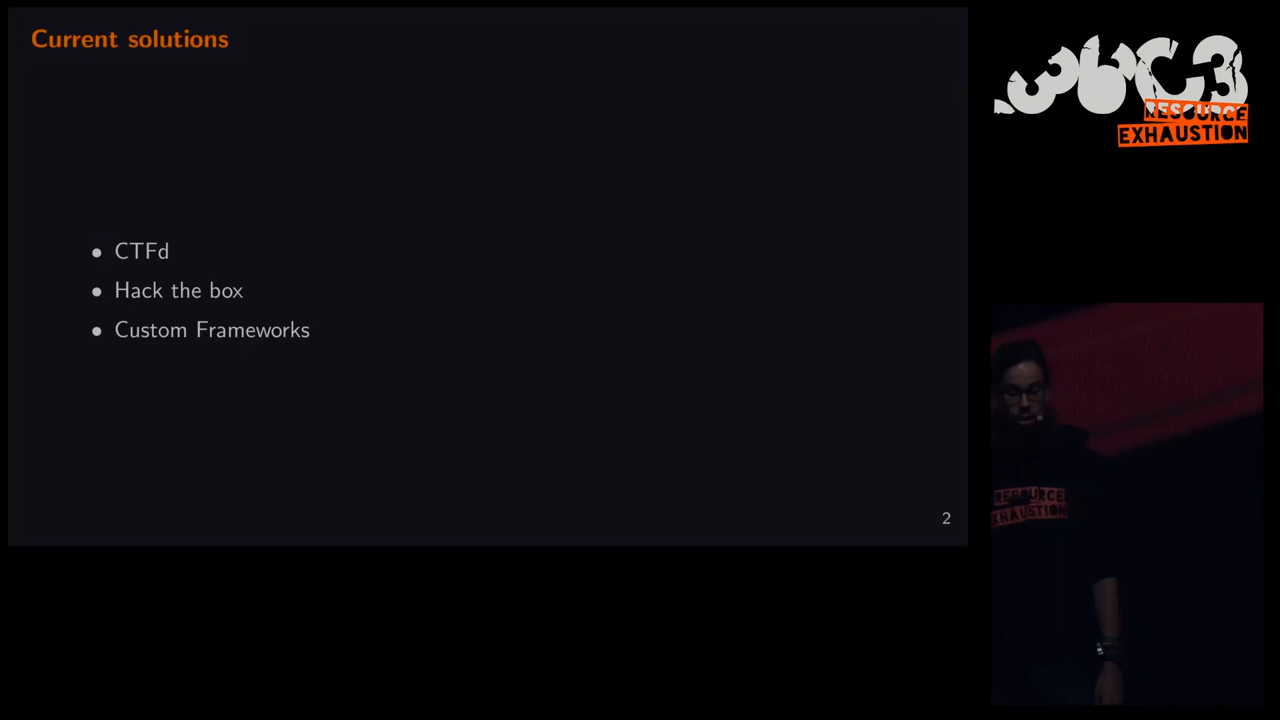 Current solutions
• CTFd
• Hack the box
• Custom Frameworks
2
36C3
RESOURCE
EXHAUSTION
RESOURCE
EXHAUSTION